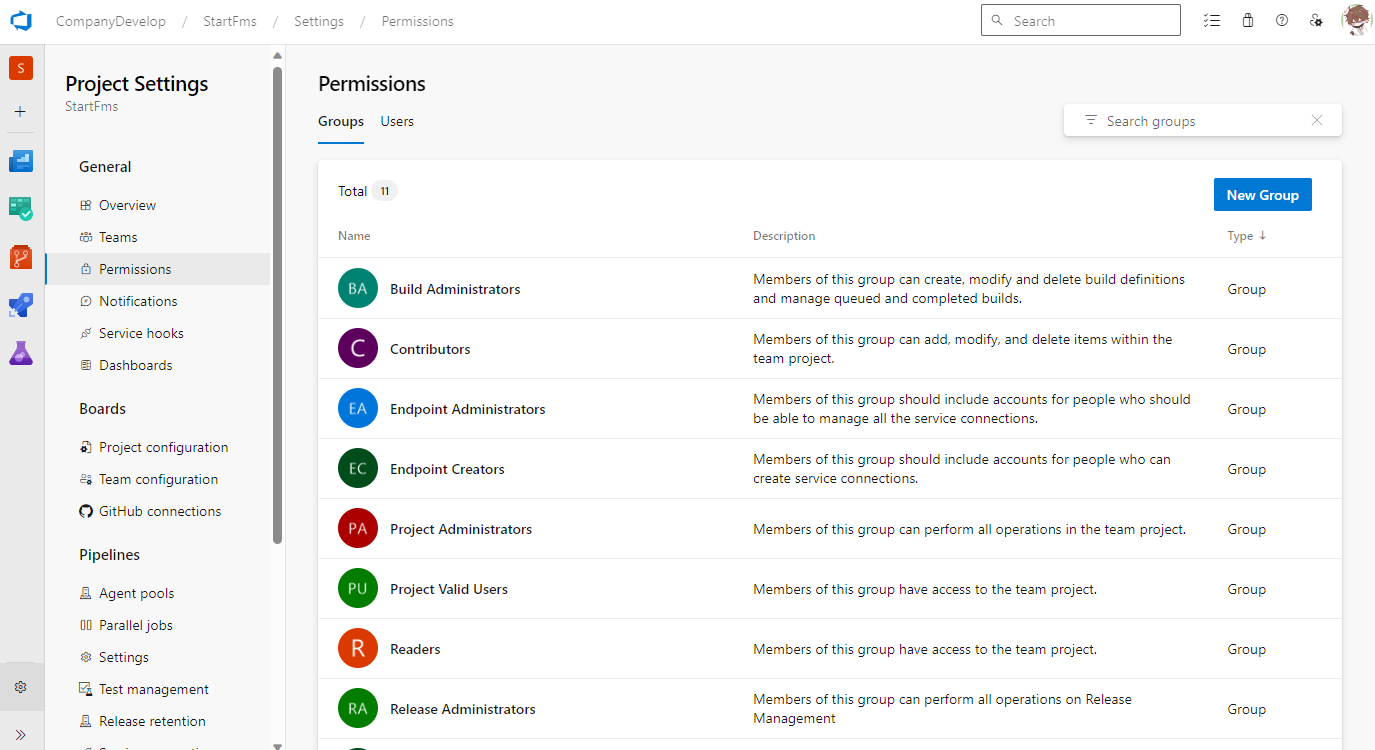 CompanyDevelop / StartFms / Settings / Permissions
Search
S
Project Settings
StartFms
General
Overview
Teams
Permissions
Notifications
Service hooks
Dashboards
Boards
Project configuration
Team configuration
GitHub connections
Pipelines
Agent pools
Parallel jobs
Settings
Test management
Release retention
Permissions
Groups Users
Search groups
Total 11
New Group
Name Description Type ↓
BA Build Administrators
Members of this group can create, modify and delete build definitions
and manage queued and completed builds.
Group
C Contributors
Members of this group can add, modify, and delete items within the
team project.
Group
EA Endpoint Administrators
Members of this group should include accounts for people who should
be able to manage all the service connections.
Group
EC Endpoint Creators
Members of this group should include accounts for people who can
create service connections.
Group
PA Project Administrators
Members of this group can perform all operations in the team project.
Group
PU Project Valid Users
Members of this group have access to the team project.
Group
R Readers
Members of this group have access to the team project.
Group
RA Release Administrators
Members of this group can perform all operations on Release
Management
Group